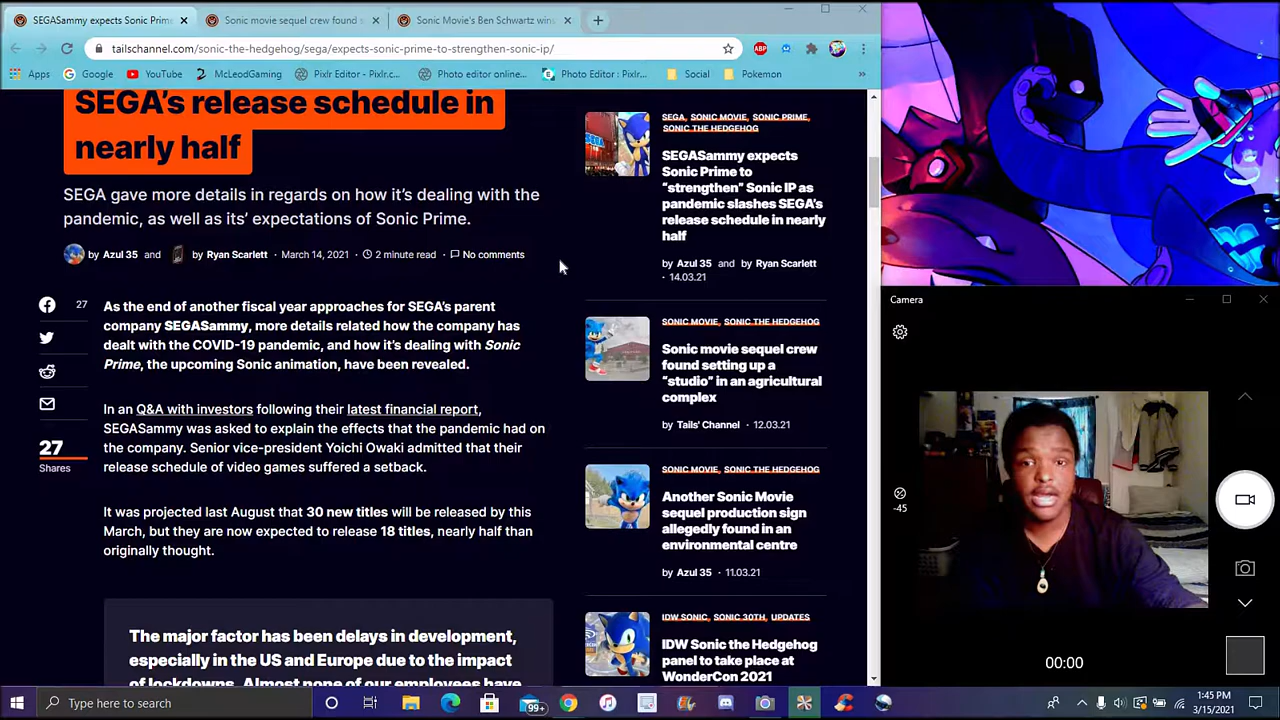 SEGASammy expects Sonic Prim
Sonic movie sequel crew found s
Sonic Movie's Ben Schwartz win
tailschannel.com/sonic-the-hedgehog/sega/expects-sonic-prime-to-strengthen-sonic-ip/
ABP
Apps
Google
YouTube
McLeodGaming
Pixlr Editor - Pixlr.c...
Photo editor online...
Photo Editor : Pixlr...
Social
Pokemon
SEGA's release schedule in
nearly half
SEGA gave more details in regards on how it's dealing with the
pandemic, as well as its' expectations of Sonic Prime.
by Azul 35 and by Ryan Scarlett · March 14, 2021 · 2 minute read · No comments
27
27
Shares
As the end of another fiscal year approaches for SEGA's parent
company SEGASammy, more details related how the company has
dealt with the COVID-19 pandemic, and how it's dealing with Sonic
Prime, the upcoming Sonic animation, have been revealed.
In an Q&A with investors following their latest financial report,
SEGASammy was asked to explain the effects that the pandemic had on
the company. Senior vice-president Yoichi Owaki admitted that their
release schedule of video games suffered a setback.
It was projected last August that 30 new titles will be released by this
March, but they are now expected to release 18 titles, nearly half than
originally thought.
The major factor has been delays in development,
especially in the US and Europe due to the impact
of lockdowns. Almost none of our employees have
SEGA, SONIC MOVIE, SONIC PRIME,
SONIC THE HEDGEHOG
SEGASammy expects
Sonic Prime to
"strengthen" Sonic IP as
pandemic slashes SEGA's
release schedule in nearly
half
by Azul 35 and by Ryan Scarlett
· 14.03.21
SONIC MOVIE, SONIC THE HEDGEHOG
Sonic movie sequel crew
found setting up a
"studio" in an agricultural
complex
by Tails' Channel · 12.03.21
SONIC MOVIE, SONIC THE HEDGEHOG
Another Sonic Movie
sequel production sign
allegedly found in an
environmental centre
by Azul 35 · 11.03.21
IDW SONIC, SONIC 30TH, UPDATES
IDW Sonic the Hedgehog
panel to take place at
WonderCon 2021
Camera
-45
00:00
Type here to search
99+
1:45 PM
3/15/2021